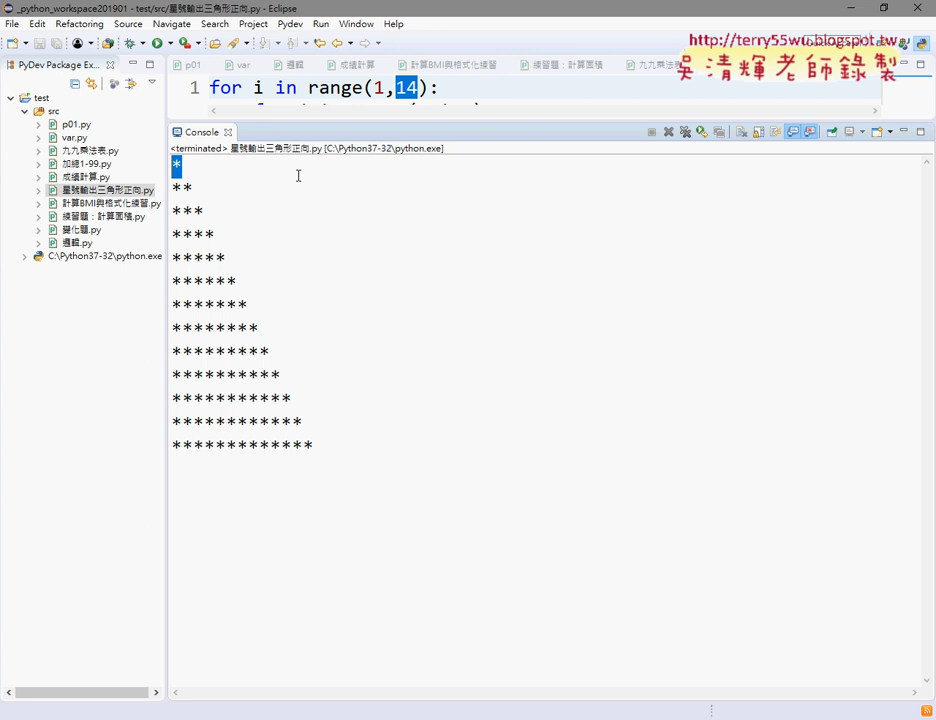 _python_workspace201901 - test/src/星號輸出三角形正向.py - Eclipse
File Edit Refactoring Source Navigate Search Project Pydev Run Window Help
http://terry55wu.blogspot.tw
吳清輝老師錄製
PyDev Package Ex...
p01 var 邏輯 成績計算 計算BMI與格式化練習 練習題：計算面積 九九乘法表
test
src
p01.py
var.py
九九乘法表.py
加總1-99.py
成績計算.py
星號輸出三角形正向.py
計算BMI與格式化練習.py
練習題：計算面積.py
變化題.py
邏輯.py
C:\Python37-32\python.exe
1 for i in range(1,14):
Console
<terminated> 星號輸出三角形正向.py [C:\Python37-32\python.exe]
*
**
***
****
*****
******
*******
********
*********
**********
***********
************
*************